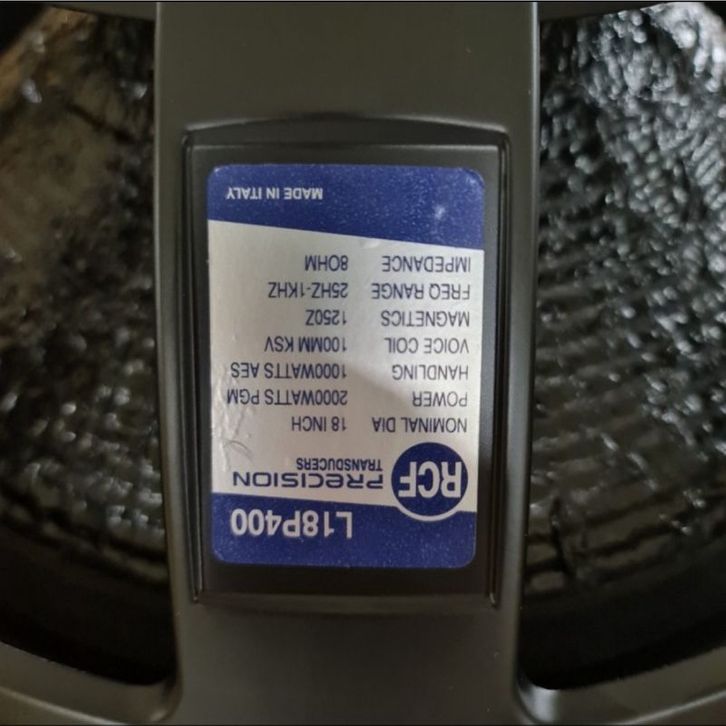 L18P400
RCF PRECISION
TRANSDUCERS
NOMINAL DIA 18 INCH
POWER 2000WATTS PGM
HANDLING 1000WATTS AES
VOICE COIL 100MM KSV
MAGNETICS 125OZ
FREQ RANGE 25HZ-1KHZ
IMPEDANCE 8OHM
MADE IN ITALY